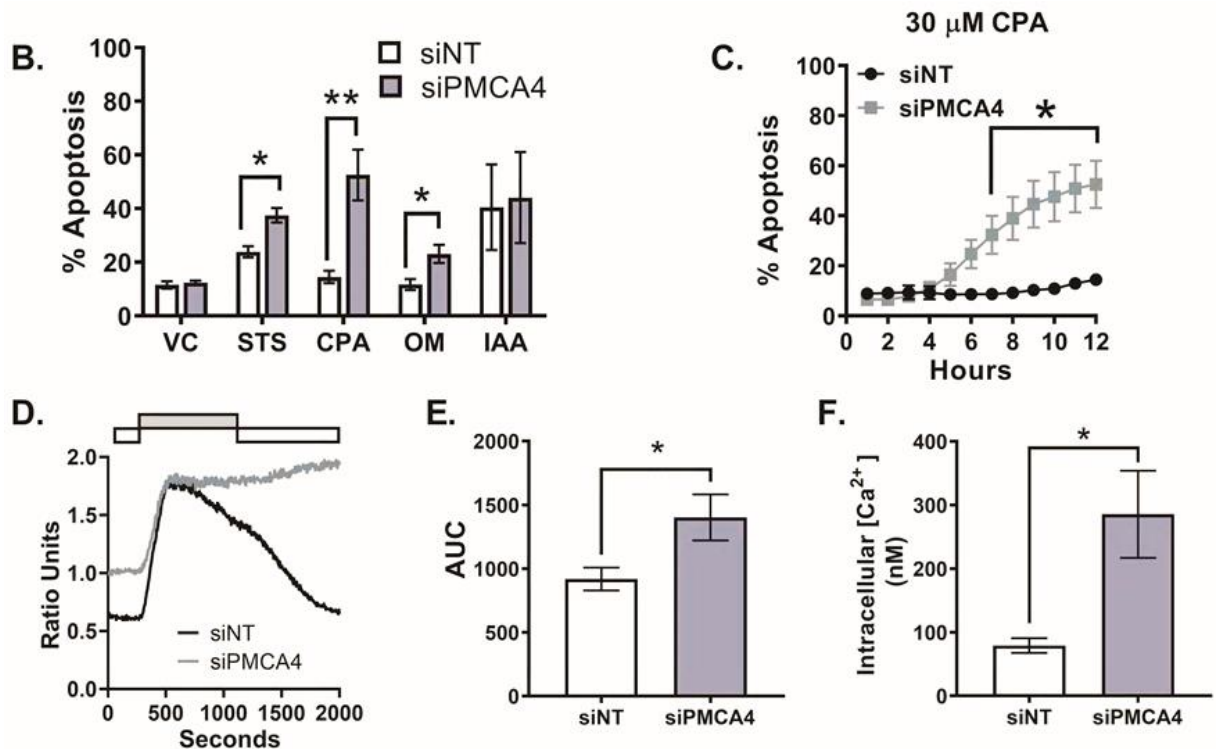 B.
100
80
60
40
20
0
% Apoptosis
siNT
siPMCA4
*
**
*
VC STS CPA OM IAA
30 μM CPA
C.
100
80
60
40
20
0
% Apoptosis
siNT
siPMCA4
*
0 2 4 6 8 10 12
Hours
D.
2.0
1.5
1.0
0.5
0.0
Ratio Units
siNT
siPMCA4
0 500 1000 1500 2000
Seconds
E.
2000
1500
1000
500
0
AUC
*
siNT siPMCA4
F.
400
300
200
100
0
Intracellular [Ca2+]
(nM)
*
siNT siPMCA4